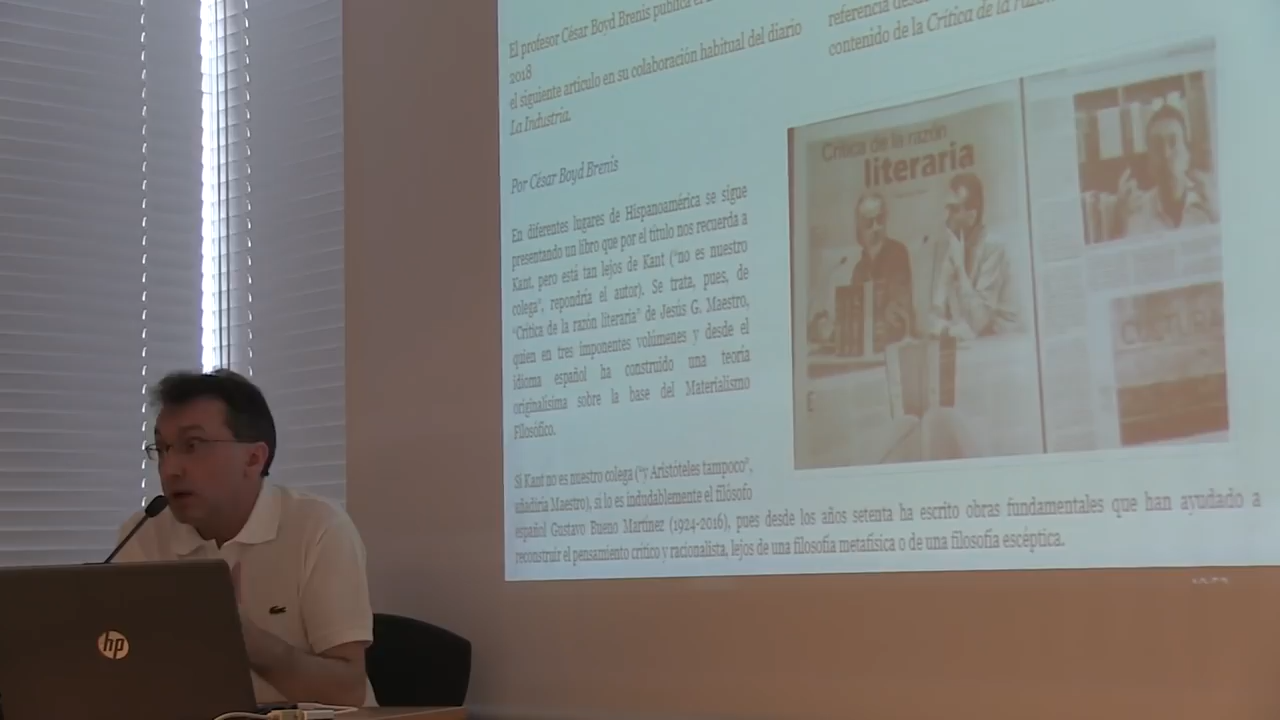 El profesor César Boyd Brenis publica el
2018
el siguiente artículo en su colaboración habitual del diario
La Industria.
referencia
contenido de la Crítica de la
Por César Boyd Brenis
En diferentes lugares de Hispanoamérica se sigue
presentando un libro que por el título nos recuerda a
Kant, pero está tan lejos de Kant ("no es nuestro
colega", repondría el autor). Se trata, pues, de
"Crítica de la razón literaria" de Jesús G. Maestro,
quien en tres imponentes volúmenes y desde el
idioma español ha construido una teoría
originalísima sobre la base del Materialismo
Filosófico.
Si Kant no es nuestro colega ("y Aristóteles tampoco",
añadiría Maestro), sí lo es indudablemente el filósofo
español Gustavo Bueno Martínez (1924-2016), pues desde los años setenta ha escrito obras fundamentales que han ayudado a
reconstruir el pensamiento crítico y racionalista, lejos de una filosofía metafísica o de una filosofía escéptica.
Crítica de la razón
literaria
hp